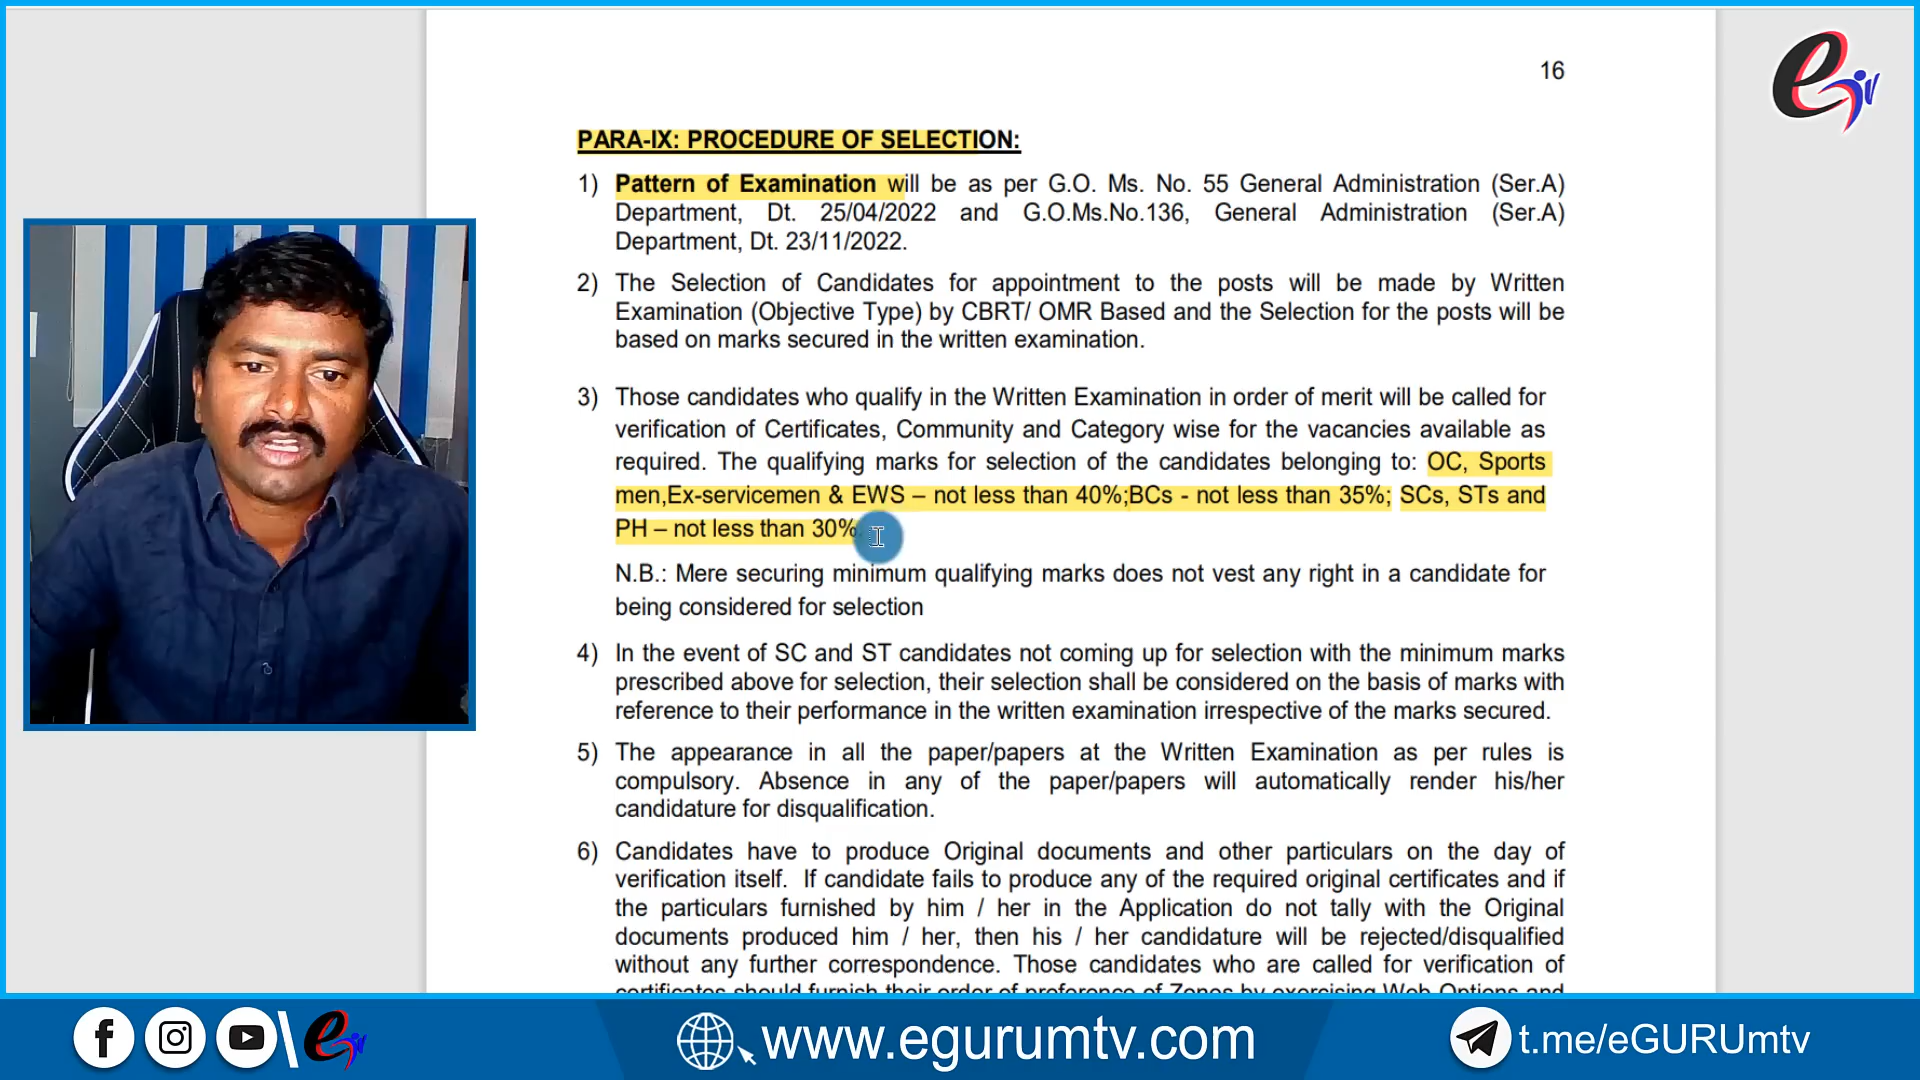 16
PARA-IX: PROCEDURE OF SELECTION:
1) Pattern of Examination will be as per G.O. Ms. No. 55 General Administration (Ser.A)
Department, Dt. 25/04/2022 and G.O.Ms.No.136, General Administration (Ser.A)
Department, Dt. 23/11/2022.
2) The Selection of Candidates for appointment to the posts will be made by Written
Examination (Objective Type) by CBRT/ OMR Based and the Selection for the posts will be
based on marks secured in the written examination.
3) Those candidates who qualify in the Written Examination in order of merit will be called for
verification of Certificates, Community and Category wise for the vacancies available as
required. The qualifying marks for selection of the candidates belonging to: OC, Sports
men,Ex-servicemen & EWS – not less than 40%;BCs - not less than 35%; SCs, STs and
PH – not less than 30%
N.B.: Mere securing minimum qualifying marks does not vest any right in a candidate for
being considered for selection
4) In the event of SC and ST candidates not coming up for selection with the minimum marks
prescribed above for selection, their selection shall be considered on the basis of marks with
reference to their performance in the written examination irrespective of the marks secured.
5) The appearance in all the paper/papers at the Written Examination as per rules is
compulsory. Absence in any of the paper/papers will automatically render his/her
candidature for disqualification.
6) Candidates have to produce Original documents and other particulars on the day of
verification itself. If candidate fails to produce any of the required original certificates and if
the particulars furnished by him / her in the Application do not tally with the Original
documents produced him / her, then his / her candidature will be rejected/disqualified
without any further correspondence. Those candidates who are called for verification of
certificates should furnish their order of preference of Zones by exercising Web Options and
www.egurumtv.com
t.me/eGURUmtv